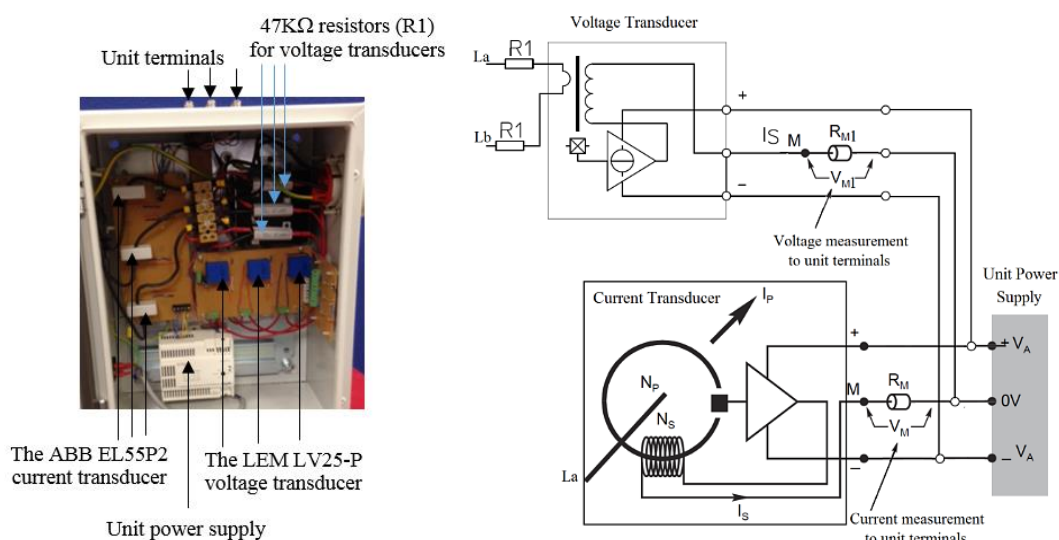 47KΩ resistors (R1)
for voltage transducers
Unit terminals
The ABB EL55P2
current transducer
The LEM LV25-P
voltage transducer
Unit power supply
Voltage Transducer
La
R1
Lb
R1
+
IS
M
RM1
VM1
−
Voltage measurement
to unit terminals
Unit Power
Supply
Current Transducer
IP
NP
NS
La
IS
+
M
RM
VM
−
+ VA
0V
− VA
Current measurement
to unit terminals